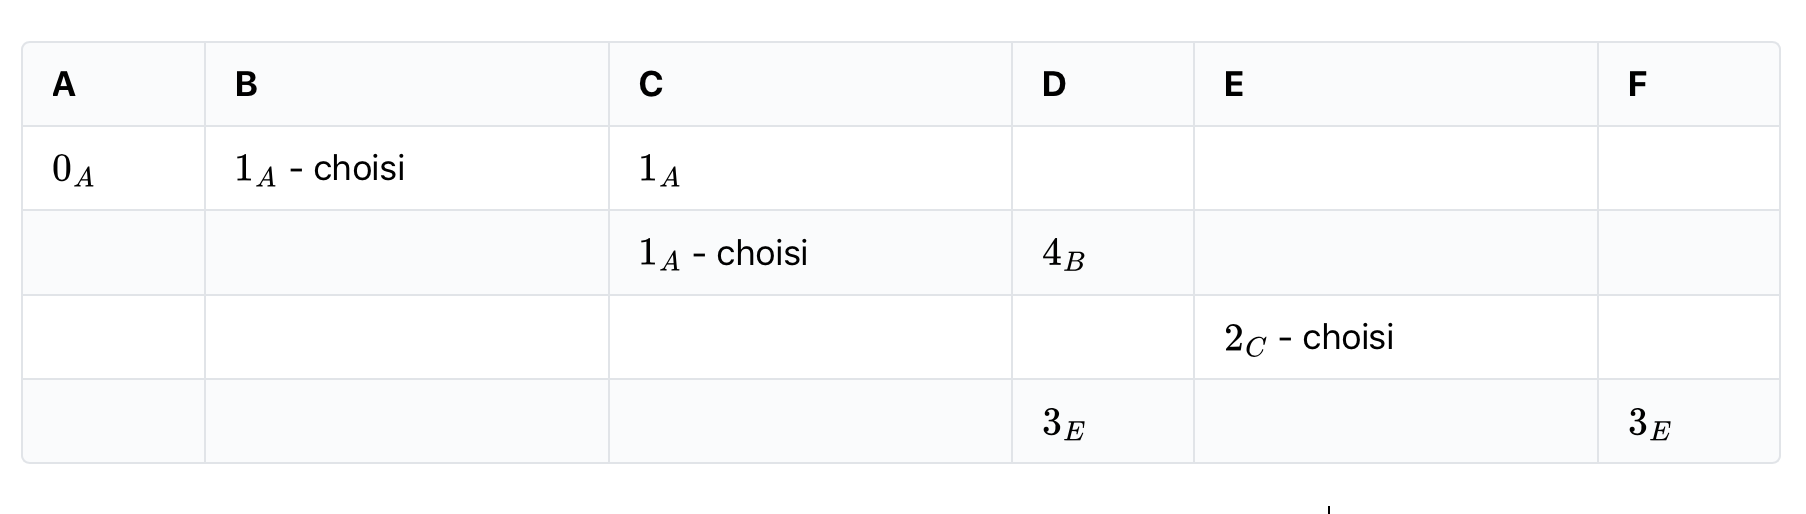 A B C D E F
0_A 1_A - choisi 1_A
1_A - choisi 4_B
2_C - choisi
3_E 3_E